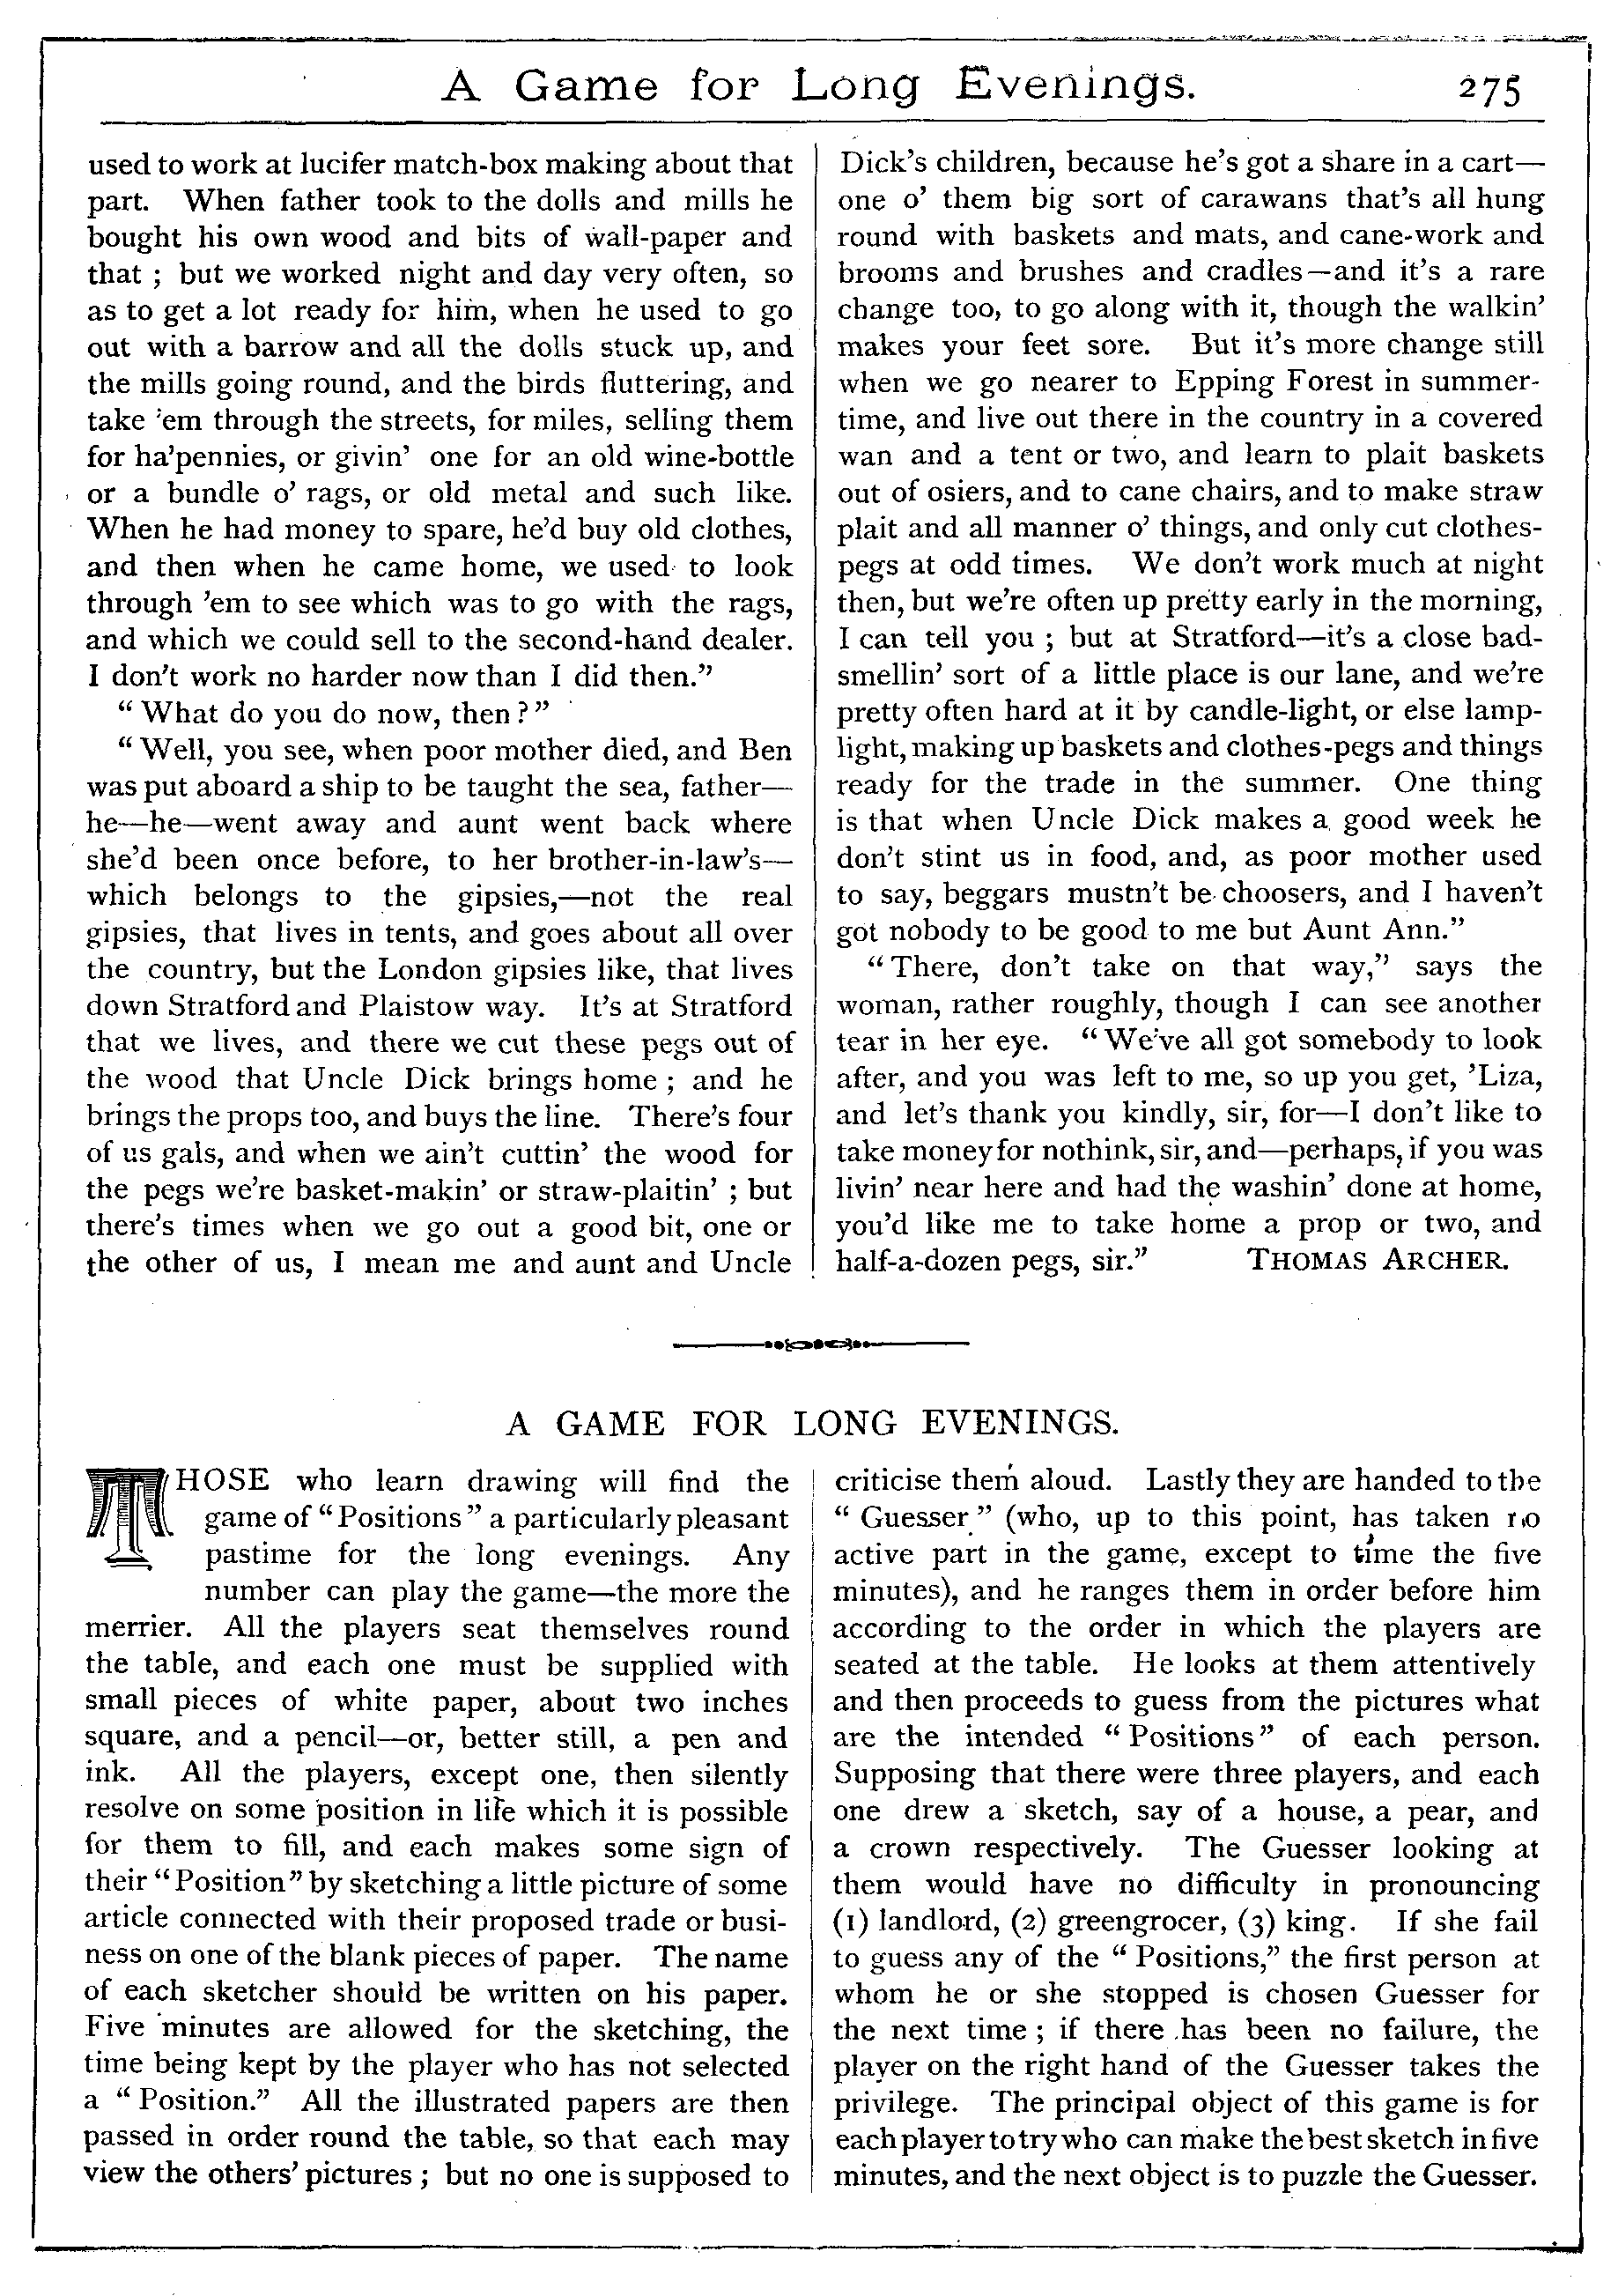 A Game for Long Evenings. 275
used to work at lucifer match-box making about that
part. When father took to the dolls and mills he
bought his own wood and bits of wall-paper and
that ; but we worked night and day very often, so
as to get a lot ready for him, when he used to go
out with a barrow and all the dolls stuck up, and
the mills going round, and the birds fluttering, and
take 'em through the streets, for miles, selling them
for ha'pennies, or givin' one for an old wine-bottle
or a bundle o' rags, or old metal and such like.
When he had money to spare, he'd buy old clothes,
and then when he came home, we used to look
through 'em to see which was to go with the rags,
and which we could sell to the second-hand dealer.
I don't work no harder now than I did then."
" What do you do now, then ? "
" Well, you see, when poor mother died, and Ben
was put aboard a ship to be taught the sea, father—
he—he—went away and aunt went back where
she'd been once before, to her brother-in-law's—
which belongs to the gipsies,—not the real
gipsies, that lives in tents, and goes about all over
the country, but the London gipsies like, that lives
down Stratford and Plaistow way. It's at Stratford
that we lives, and there we cut these pegs out of
the wood that Uncle Dick brings home ; and he
brings the props too, and buys the line. There's four
of us gals, and when we ain't cuttin' the wood for
the pegs we're basket-makin' or straw-plaitin' ; but
there's times when we go out a good bit, one or
the other of us, I mean me and aunt and Uncle
Dick's children, because he's got a share in a cart—
one o' them big sort of carawans that's all hung
round with baskets and mats, and cane-work and
brooms and brushes and cradles—and it's a rare
change too, to go along with it, though the walkin'
makes your feet sore. But it's more change still
when we go nearer to Epping Forest in summer-
time, and live out there in the country in a covered
wan and a tent or two, and learn to plait baskets
out of osiers, and to cane chairs, and to make straw
plait and all manner o' things, and only cut clothes-
pegs at odd times. We don't work much at night
then, but we're often up pretty early in the morning,
I can tell you ; but at Stratford—it's a close bad-
smellin' sort of a little place is our lane, and we're
pretty often hard at it by candle-light, or else lamp-
light, making up baskets and clothes-pegs and things
ready for the trade in the summer. One thing
is that when Uncle Dick makes a good week he
don't stint us in food, and, as poor mother used
to say, beggars mustn't be choosers, and I haven't
got nobody to be good to me but Aunt Ann."
" There, don't take on that way," says the
woman, rather roughly, though I can see another
tear in her eye. " We've all got somebody to look
after, and you was left to me, so up you get, 'Liza,
and let's thank you kindly, sir, for—I don't like to
take money for nothink, sir, and—perhaps, if you was
livin' near here and had the washin' done at home,
you'd like me to take home a prop or two, and
half-a-dozen pegs, sir." THOMAS ARCHER.
A GAME FOR LONG EVENINGS.
THOSE who learn drawing will find the
game of " Positions " a particularly pleasant
pastime for the long evenings. Any
number can play the game—the more the
merrier. All the players seat themselves round
the table, and each one must be supplied with
small pieces of white paper, about two inches
square, and a pencil—or, better still, a pen and
ink. All the players, except one, then silently
resolve on some position in life which it is possible
for them to fill, and each makes some sign of
their " Position " by sketching a little picture of some
article connected with their proposed trade or busi-
ness on one of the blank pieces of paper. The name
of each sketcher should be written on his paper.
Five minutes are allowed for the sketching, the
time being kept by the player who has not selected
a " Position." All the illustrated papers are then
passed in order round the table, so that each may
view the others' pictures ; but no one is supposed to
criticise them aloud. Lastly they are handed to the
" Guesser " (who, up to this point, has taken no
active part in the game, except to time the five
minutes), and he ranges them in order before him
according to the order in which the players are
seated at the table. He looks at them attentively
and then proceeds to guess from the pictures what
are the intended " Positions " of each person.
Supposing that there were three players, and each
one drew a sketch, say of a house, a pear, and
a crown respectively. The Guesser looking at
them would have no difficulty in pronouncing
(1) landlord, (2) greengrocer, (3) king. If she fail
to guess any of the " Positions," the first person at
whom he or she stopped is chosen Guesser for
the next time ; if there has been no failure, the
player on the right hand of the Guesser takes the
privilege. The principal object of this game is for
each player to try who can make the best sketch in five
minutes, and the next object is to puzzle the Guesser.